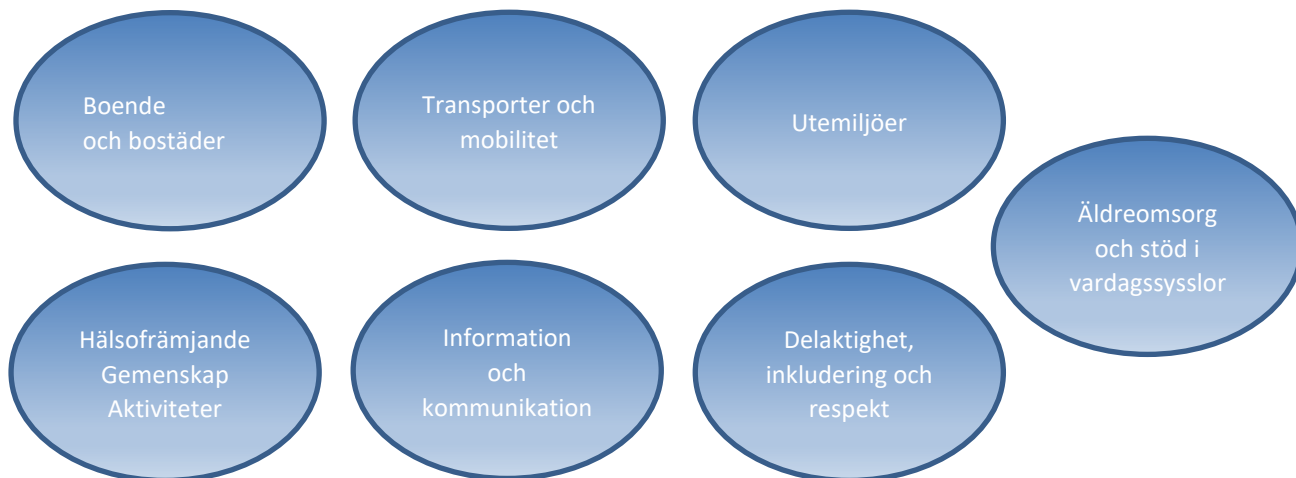 Boende
och bostäder
Transporter och
mobilitet
Utemiljöer
Äldreomsorg
och stöd i
vardagssysslor
Hälsofrämjande
Gemenskap
Aktiviteter
Information
och
kommunikation
Delaktighet,
inkludering och
respekt